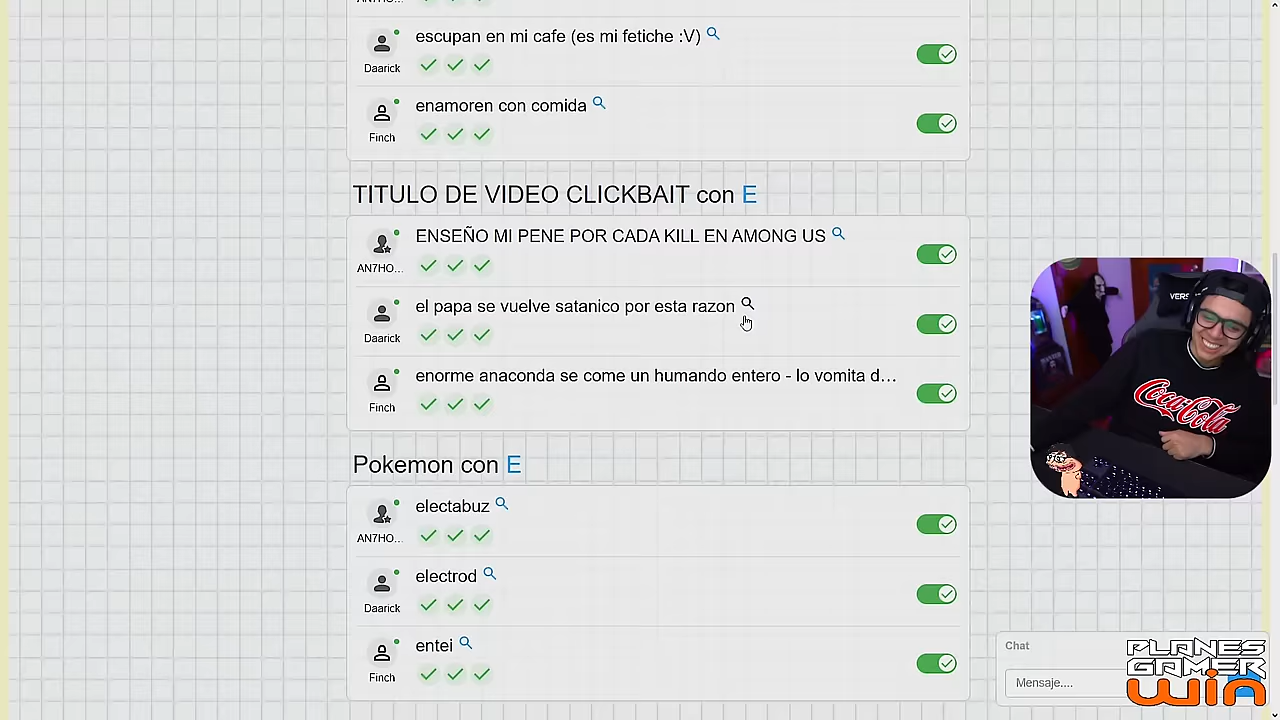 escupan en mi cafe (es mi fetiche :V)
Daarick
enamoren con comida
Finch
TITULO DE VIDEO CLICKBAIT con E
ENSEÑO MI PENE POR CADA KILL EN AMONG US
AN7HO...
el papa se vuelve satanico por esta razon
Daarick
enorme anaconda se come un humando entero - lo vomita d...
Finch
Coca-Cola
Pokemon con E
electabuz
AN7HO...
electrod
Daarick
entei
Finch
Chat
Mensaje....
PLANES
GAMER
win